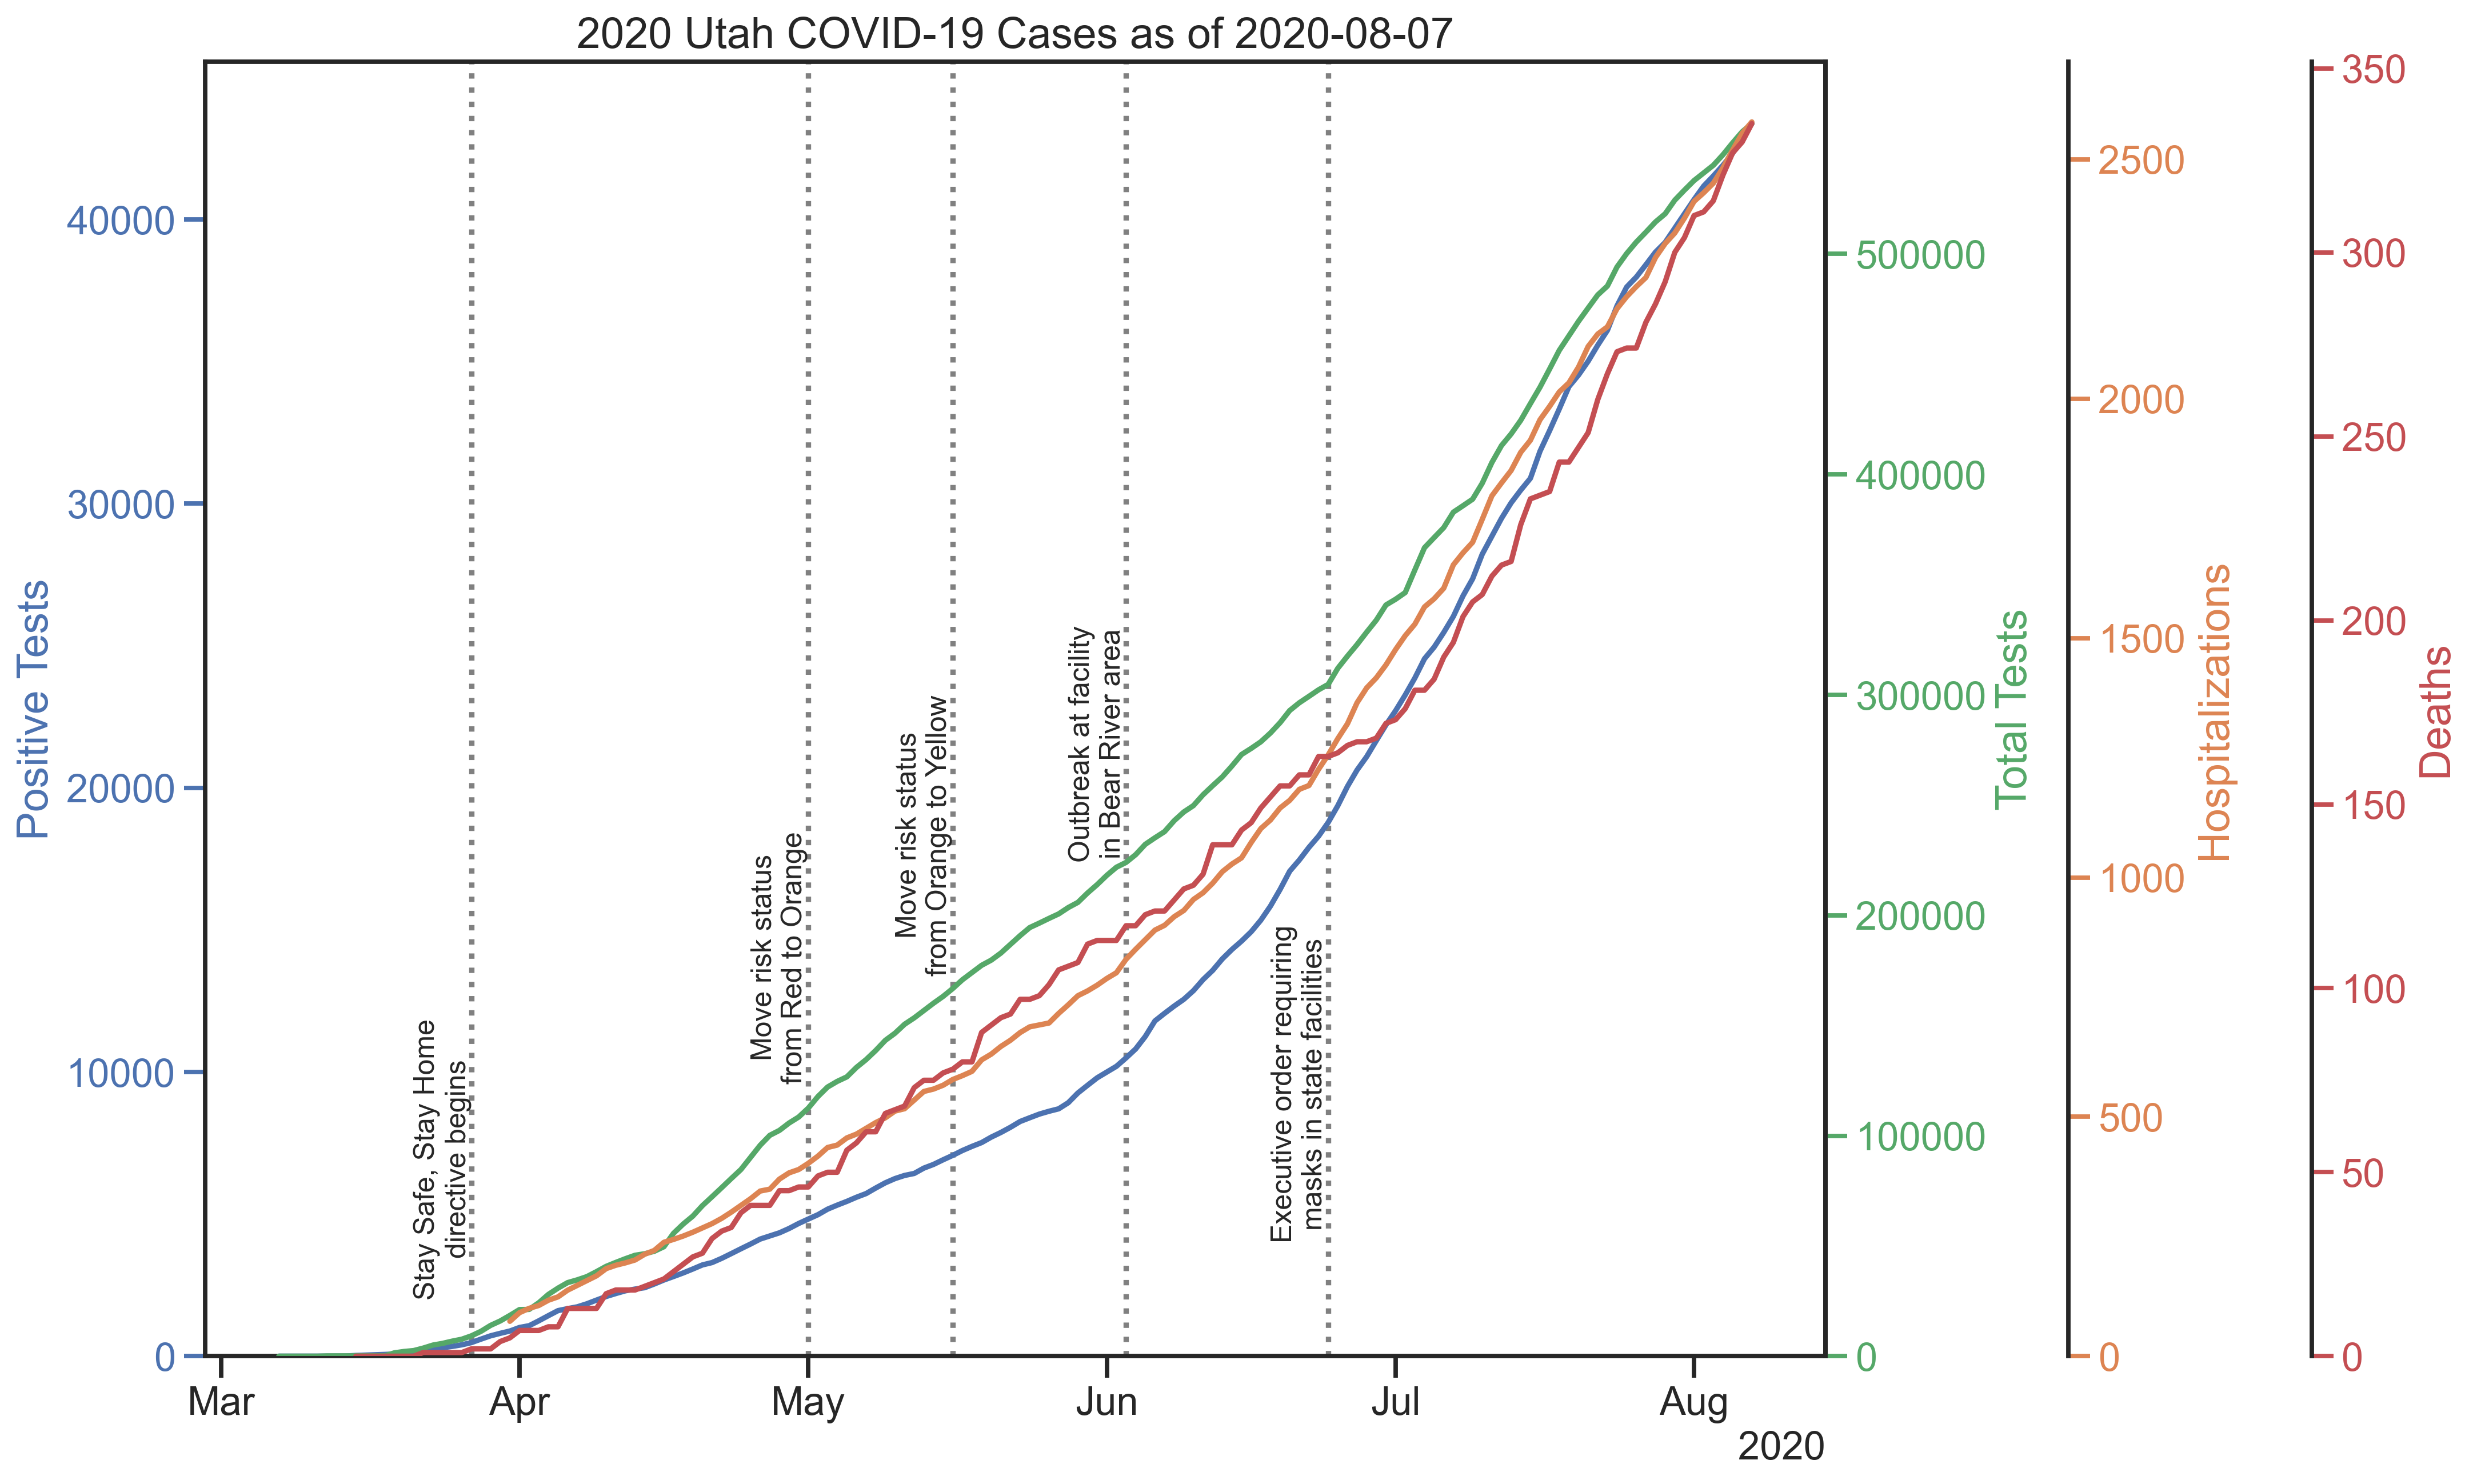 2020 Utah COVID-19 Cases as of 2020-08-07
Positive Tests
40000
30000
20000
10000
0
Stay Safe, Stay Home
directive begins
Move risk status
from Red to Orange
Move risk status
from Orange to Yellow
Outbreak at facility
in Bear River area
Executive order requiring
masks in state facilities
Mar
Apr
May
Jun
Jul
Aug
2020
500000
400000
300000
200000
100000
0
Total Tests
2500
2000
1500
1000
500
0
Hospitalizations
350
300
250
200
150
100
50
0
Deaths